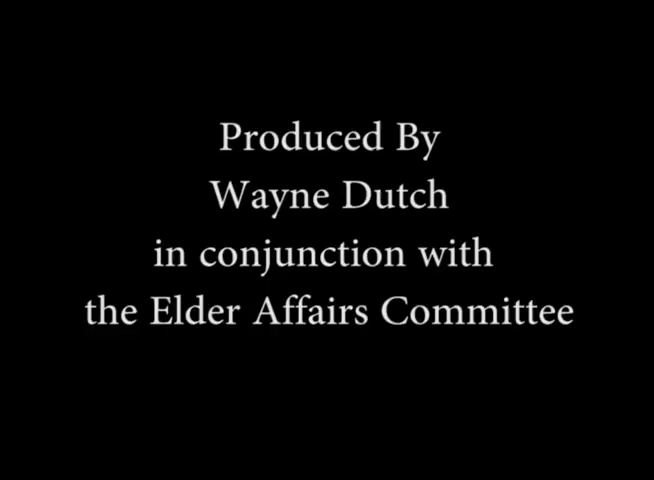 Produced By
Wayne Dutch
in conjunction with
the Elder Affairs Committee